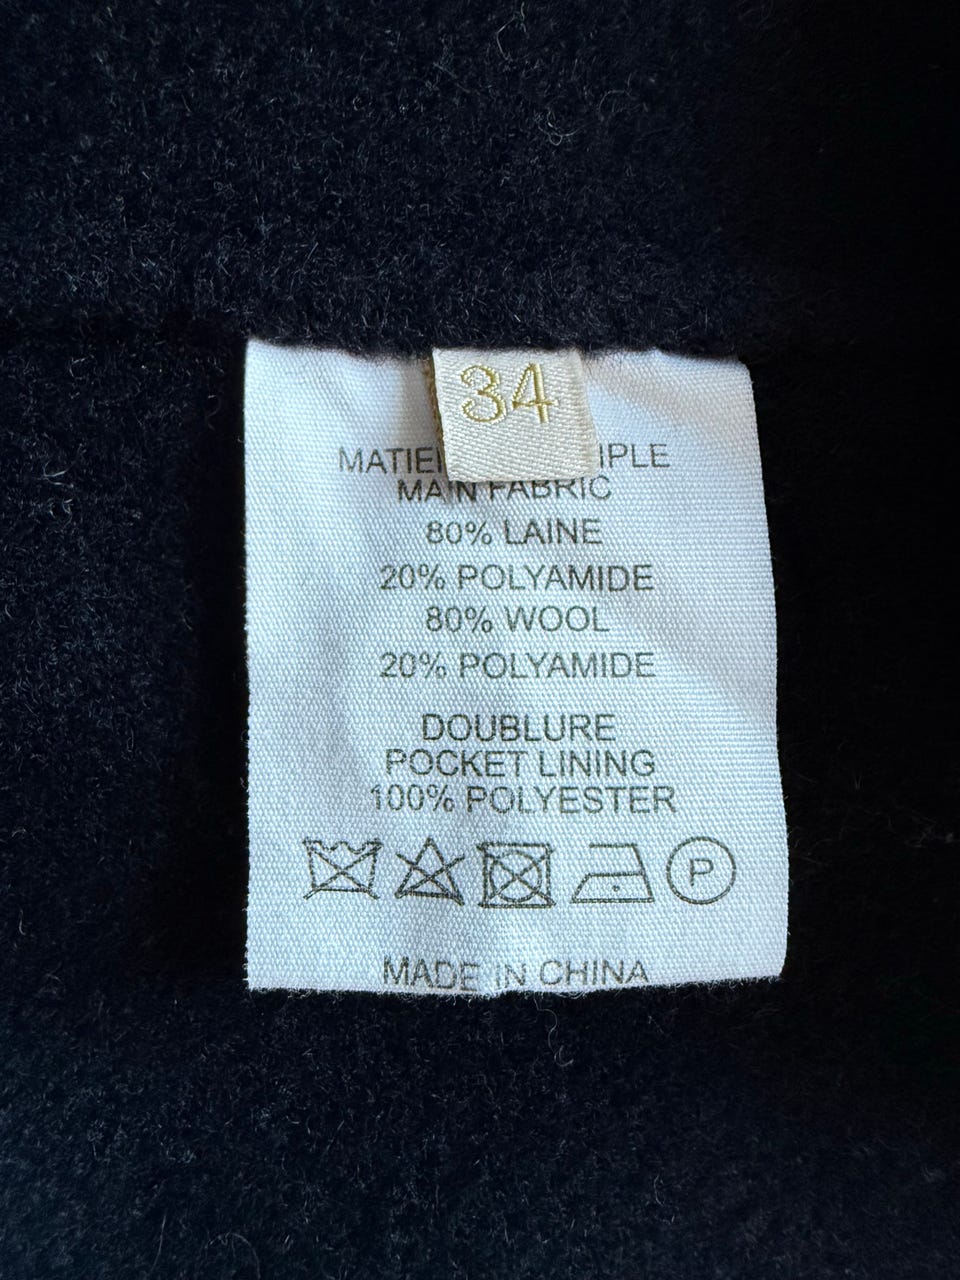 34
MAIN FABRIC
80% LAINE
20% POLYAMIDE
80% WOOL
20% POLYAMIDE
DOUBLURE
POCKET LINING
100% POLYESTER
P
MADE IN CHINA